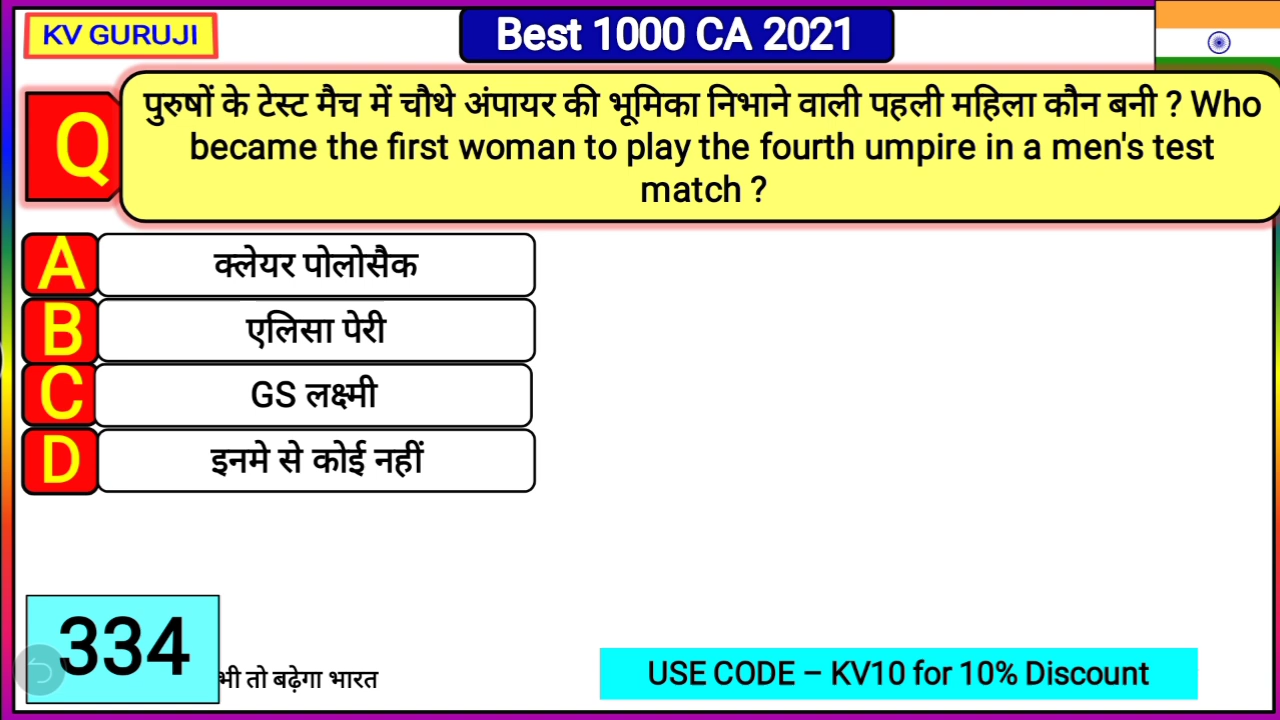 KV GURUJI
Best 1000 CA 2021
Q
पुरुषों के टेस्ट मैच में चौथे अंपायर की भूमिका निभाने वाली पहली महिला कौन बनी ? Who
became the first woman to play the fourth umpire in a men's test
match ?
A क्लेयर पोलोसैक
B एलिसा पेरी
C GS लक्ष्मी
D इनमे से कोई नहीं
334
भी तो बढ़ेगा भारत
USE CODE – KV10 for 10% Discount